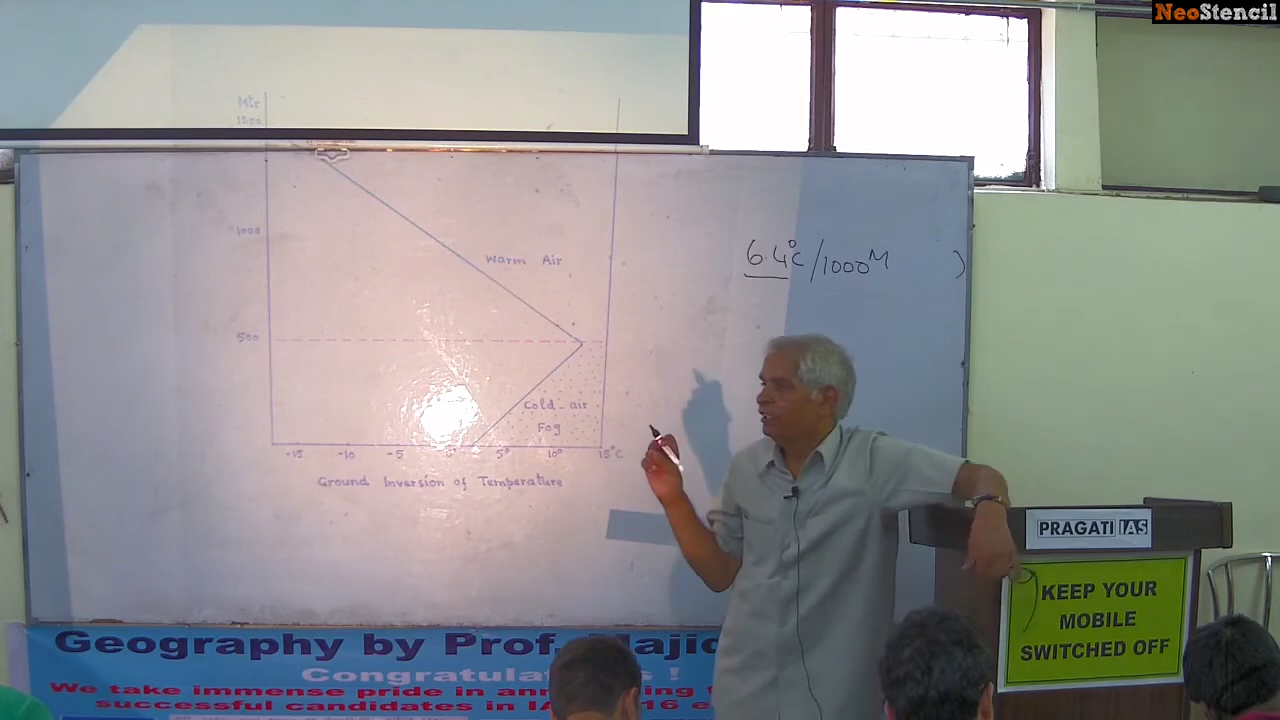 NeoStencil
Mtr
1500
1000
500
Warm Air
Cold-air
Fog
-15 -10 -5 0° 5° 10° 15°C
Ground Inversion of Temperature
6.4°C/1000M )
PRAGATI IAS
KEEP YOUR
MOBILE
SWITCHED OFF
Geography by Prof.
Congratula !
We take immense pride in ann
successful candidates in